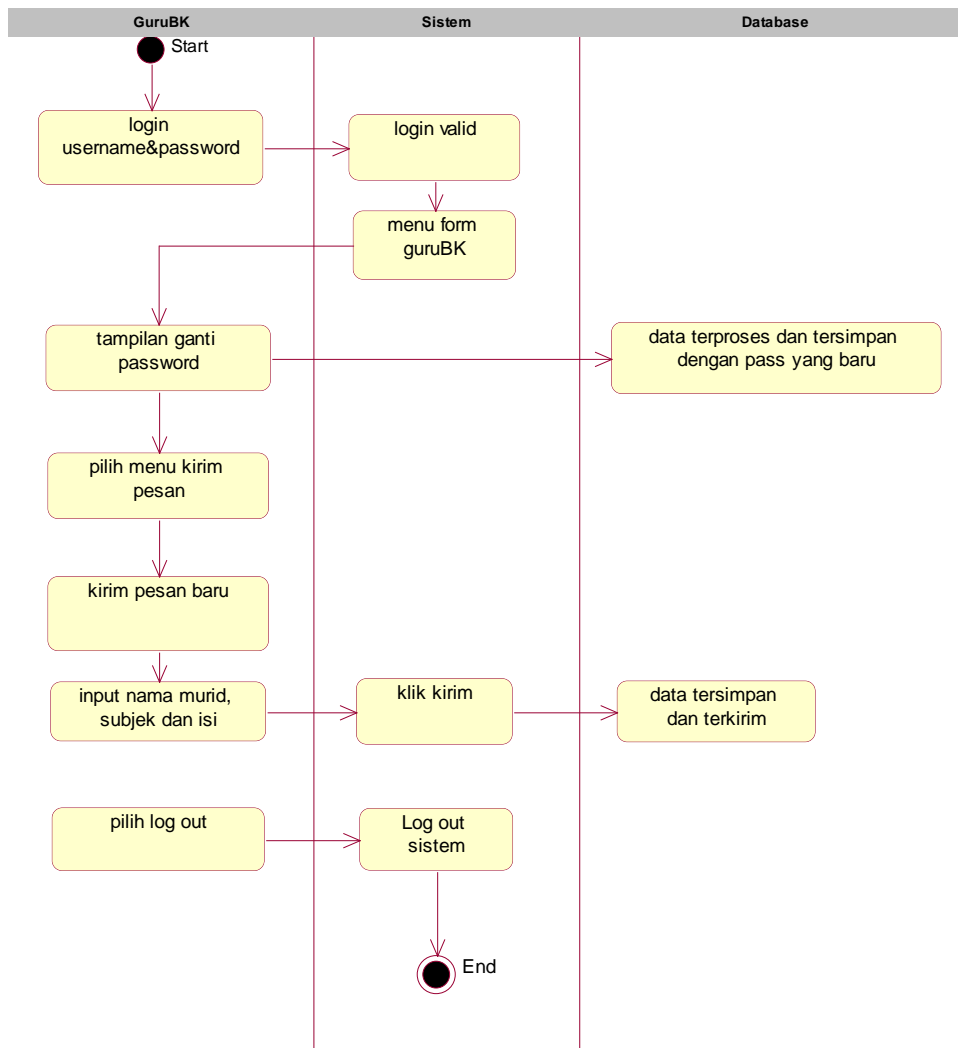 GuruBK
Sistem
Database
Start
login
username&password
login valid
menu form
guruBK
tampilan ganti
password
data terproses dan tersimpan
dengan pass yang baru
pilih menu kirim
pesan
kirim pesan baru
input nama murid,
subjek dan isi
klik kirim
data tersimpan
dan terkirim
pilih log out
Log out
sistem
End